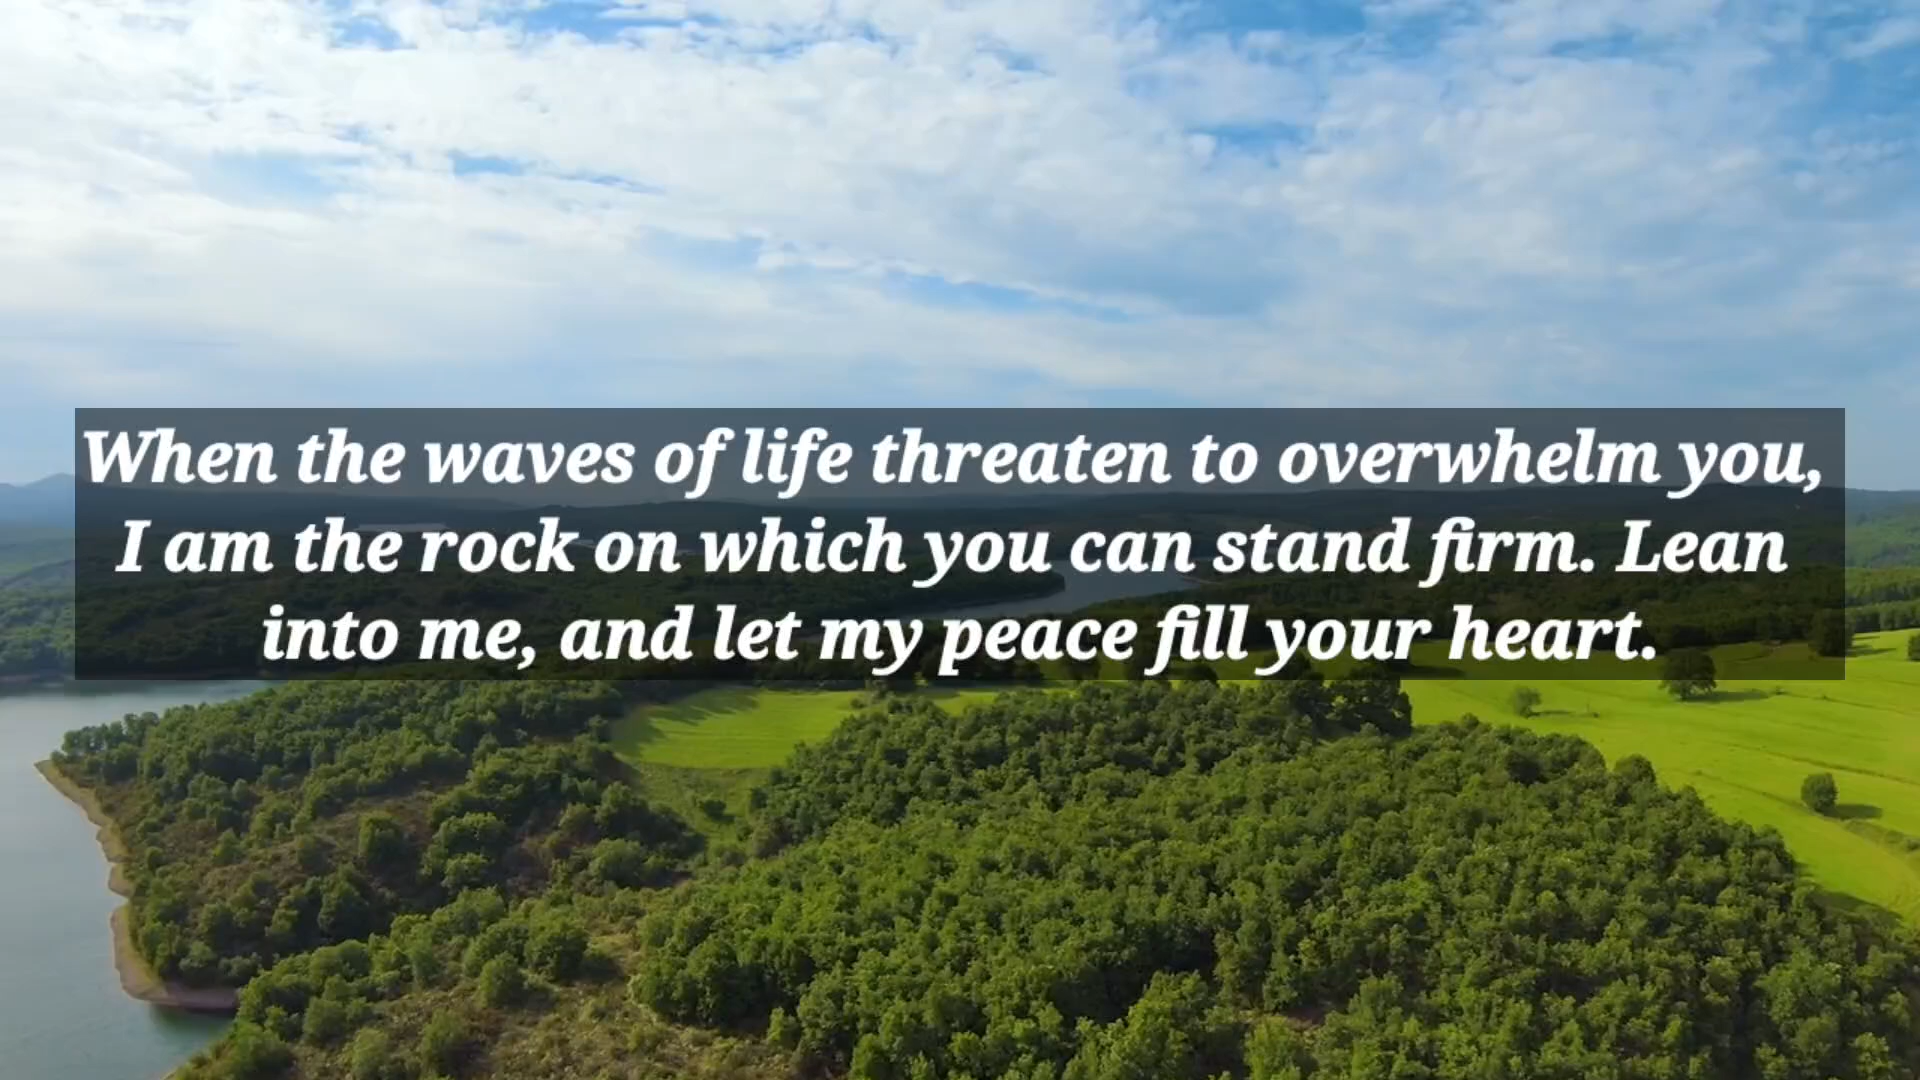 When the waves of life threaten to overwhelm you,
I am the rock on which you can stand firm. Lean
into me, and let my peace fill your heart.